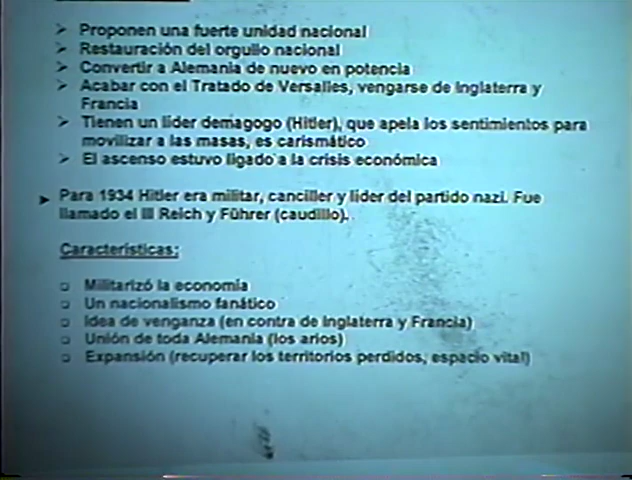 ➤ Proponen una fuerte unidad nacional
➤ Restauración del orgullo nacional
➤ Convertir a Alemania de nuevo en potencia
➤ Acabar con el Tratado de Versalles, vengarse de Inglaterra y
Francia
➤ Tienen un líder demagogo (Hitler), que apela los sentimientos para
movilizar a las masas, es carismático
➤ El ascenso estuvo ligado a la crisis económica
➤ Para 1934 Hitler era militar, canciller y líder del partido nazi. Fue
llamado el III Reich y Führer (caudillo).
Características:
❑ Militarizó la economía
❑ Un nacionalismo fanático
❑ Idea de venganza (en contra de Inglaterra y Francia)
❑ Unión de toda Alemania (los arios)
❑ Expansión (recuperar los territorios perdidos, espacio vital)